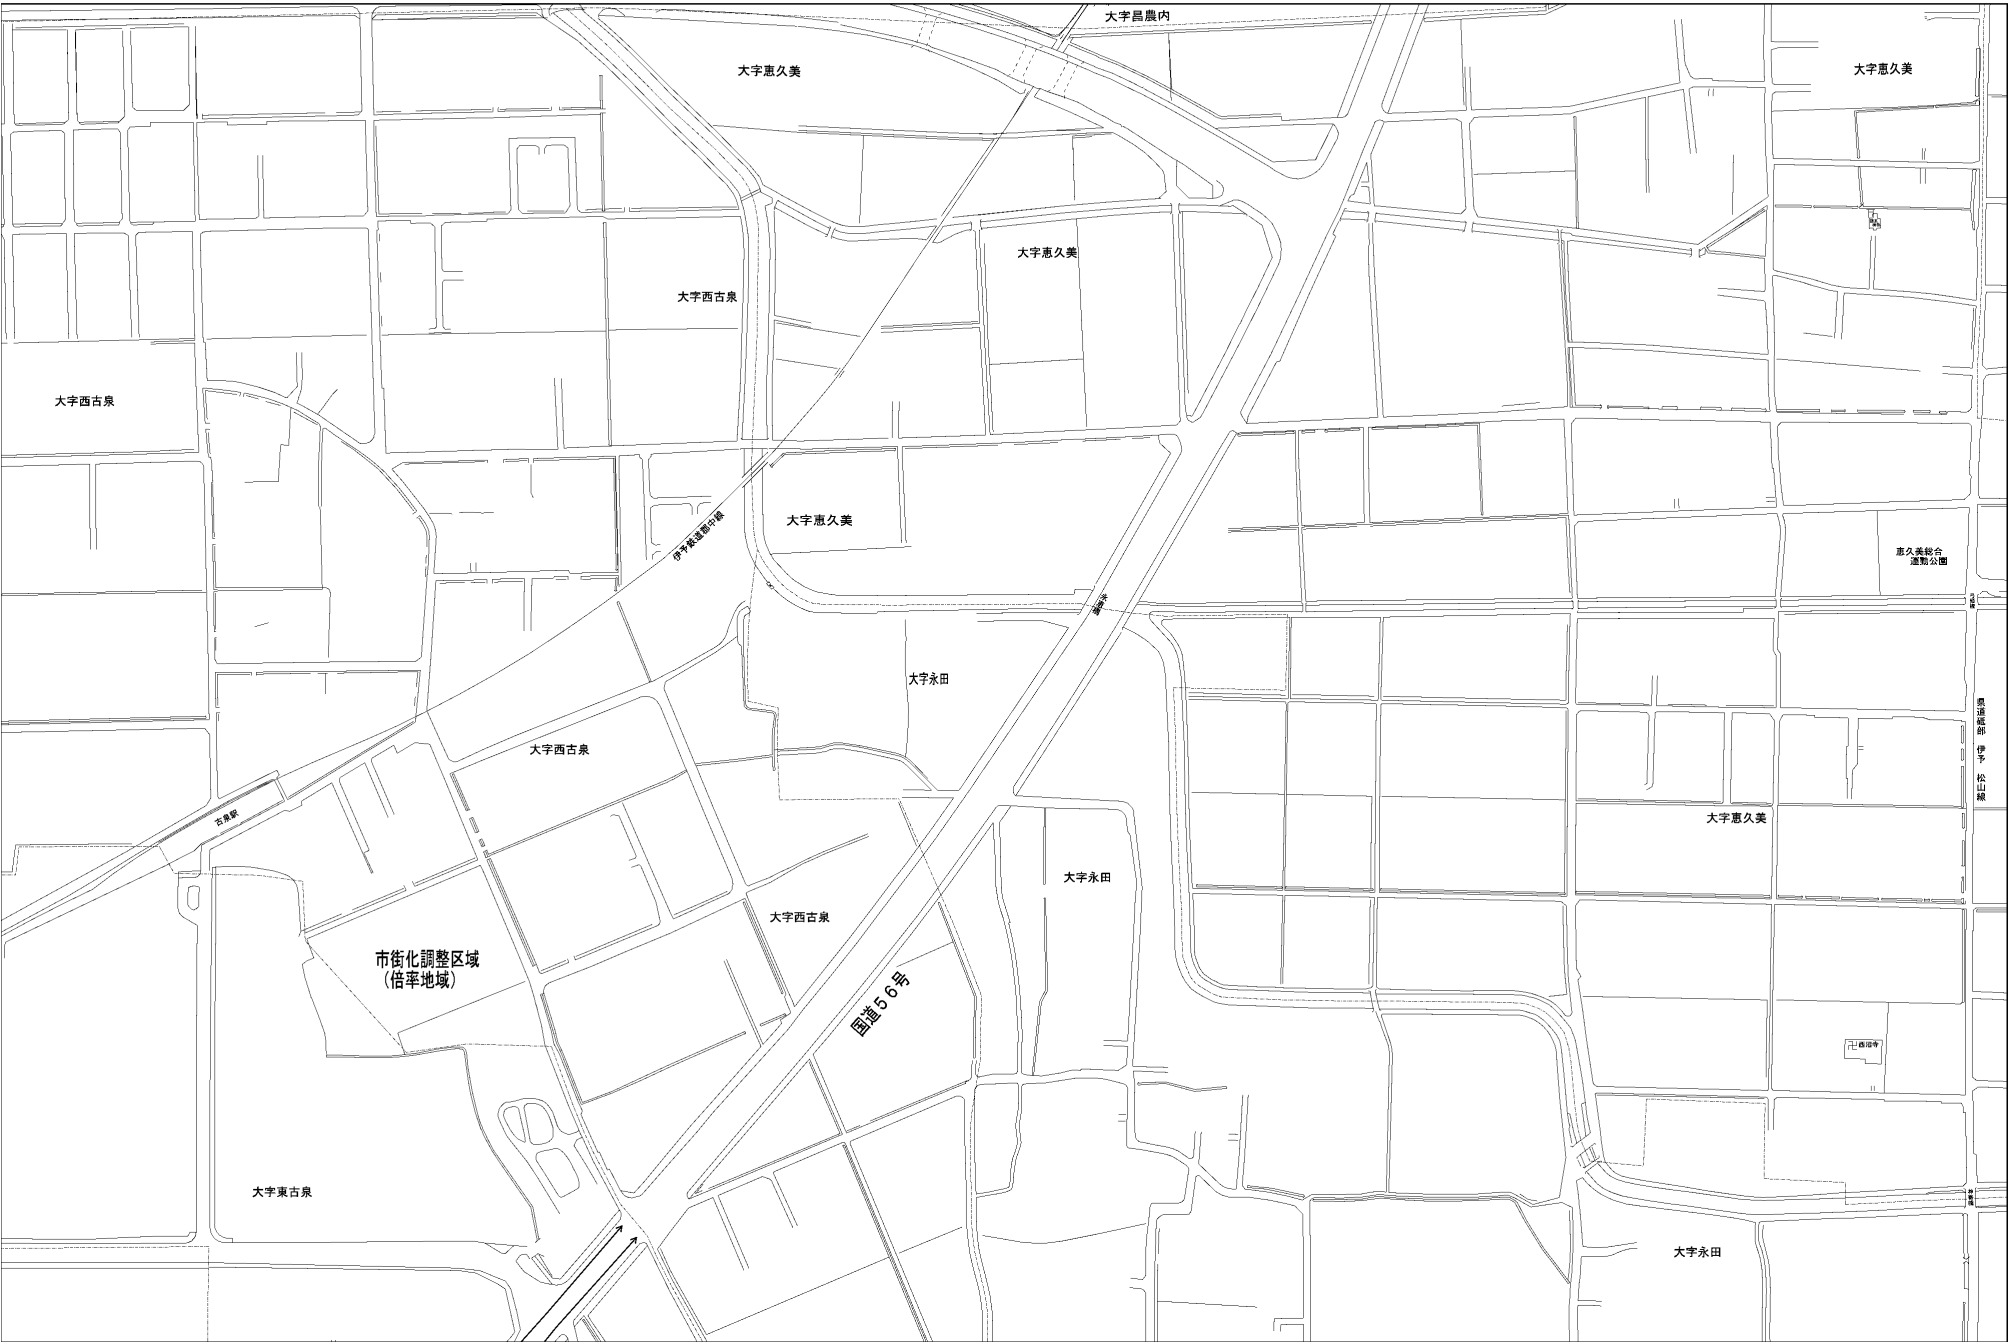 大字昌農内
大字恵久美
大字恵久美
大字恵久美
大字西古泉
大字西古泉
大字恵久美
伊予鉄道郡中線
恵久美総合
運動公園
大字永田
大字西古泉
県道砥部 伊予 松山線
古泉駅
大字恵久美
大字永田
大字西古泉
市街化調整区域
(倍率地域)
国道56号
大字東古泉
大字永田